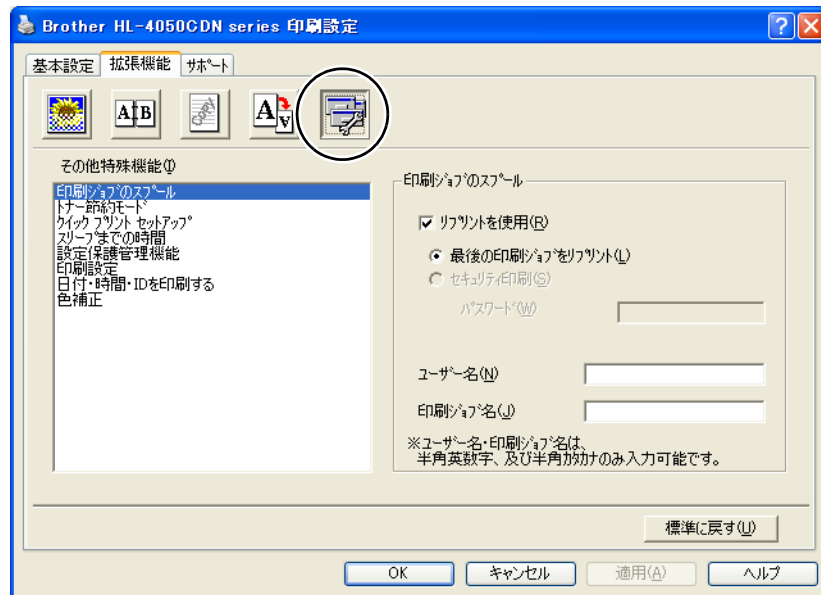 Brother HL-4050CDN series 印刷設定
基本設定 拡張機能 ｻﾎﾟｰﾄ
A B
COPY
A V
その他特殊機能(I)
印刷ｼﾞｮﾌﾞのｽﾌﾟｰﾙ
ﾄﾅｰ節約ﾓｰﾄﾞ
ｸｲｯｸ ﾌﾟﾘﾝﾄ ｾｯﾄｱｯﾌﾟ
ｽﾘｰﾌﾟまでの時間
設定保護管理機能
印刷設定
日付･時間･IDを印刷する
色補正
印刷ｼﾞｮﾌﾞのｽﾌﾟｰﾙ
ﾘﾌﾟﾘﾝﾄを使用(R)
最後の印刷ｼﾞｮﾌﾞをﾘﾌﾟﾘﾝﾄ(L)
ｾｷｭﾘﾃｨ印刷(S)
ﾊﾟｽﾜｰﾄﾞ(W)
ﾕｰｻﾞｰ名(N)
印刷ｼﾞｮﾌﾞ名(J)
※ﾕｰｻﾞｰ名･印刷ｼﾞｮﾌﾞ名は、
半角英数字、及び半角ｶﾀｶﾅのみ入力可能です。
標準に戻す(U)
OK キャンセル 適用(A) ヘルプ